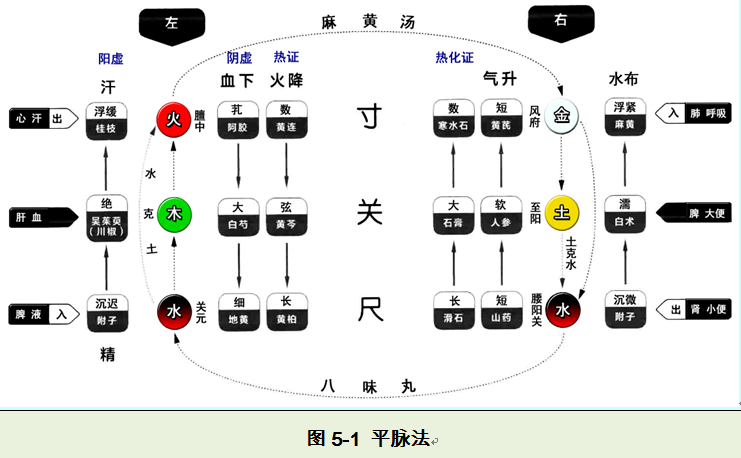 左
麻黄汤
右
阳虚
阴虚
热证
热化证
汗
血下
火降
气升
水布
心汗 出
浮缓
桂枝
火
膻中
芤
阿胶
数
黄连
寸
数
寒水石
短
黄芪
风府
金
浮紧
麻黄
入 肺呼吸
水克土
肝血
绝
吴茱萸
(川椒)
木
大
白芍
弦
黄芩
关
大
石膏
软
人参
至阳
土
濡
白术
脾大便
土克水
脾液 入
沉迟
附子
水
关元
细
地黄
长
黄柏
尺
长
滑石
短
山药
腰阳关
水
沉微
附子
出 肾小便
精
八味丸
图 5-1 平脉法